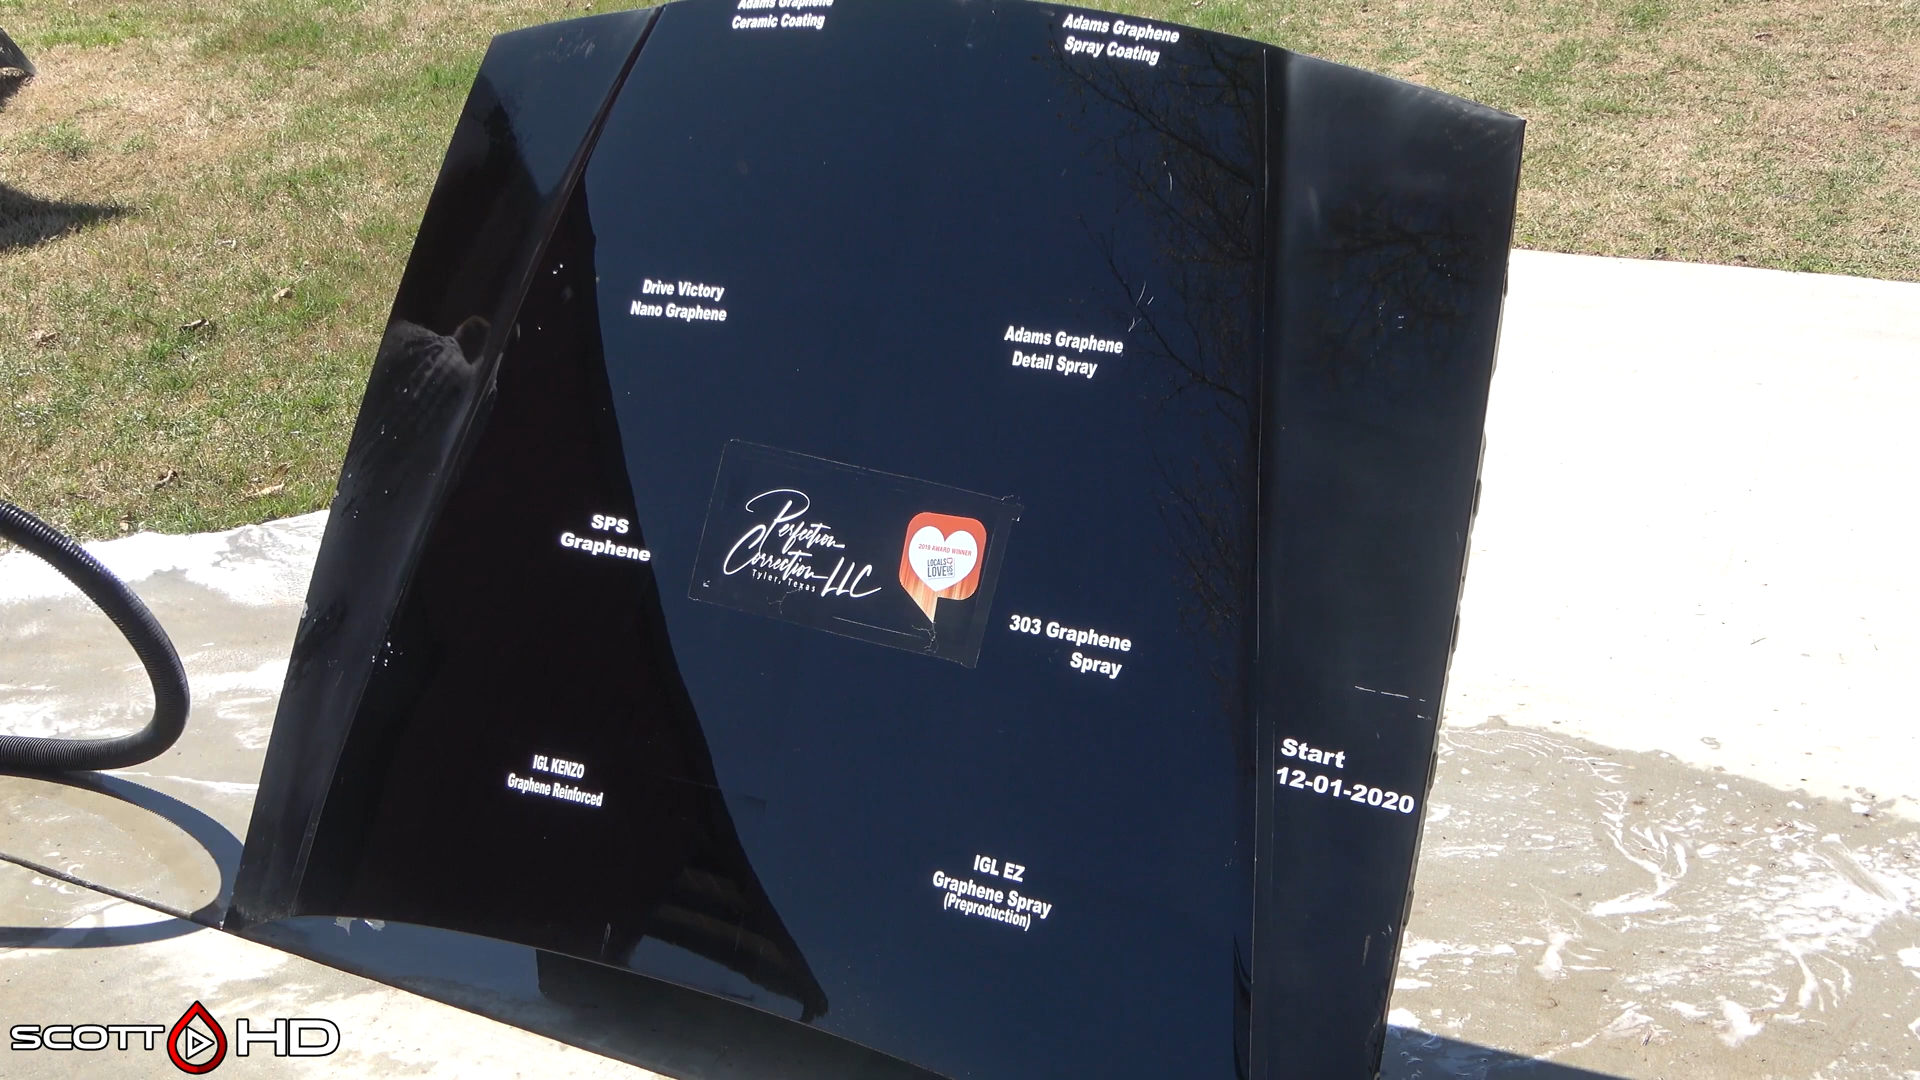 Adams Graphene
Ceramic Coating
Adams Graphene
Spray Coating
Drive Victory
Nano Graphene
Adams Graphene
Detail Spray
SPS
Graphene
Perfection
Correction LLC
Tyler, Texas
2019 AWARD WINNER
LOCALS
LOVE US
303 Graphene
Spray
IGL KENZO
Graphene Reinforced
Start
12-01-2020
IGL EZ
Graphene Spray
(Preproduction)
SCOTT HD